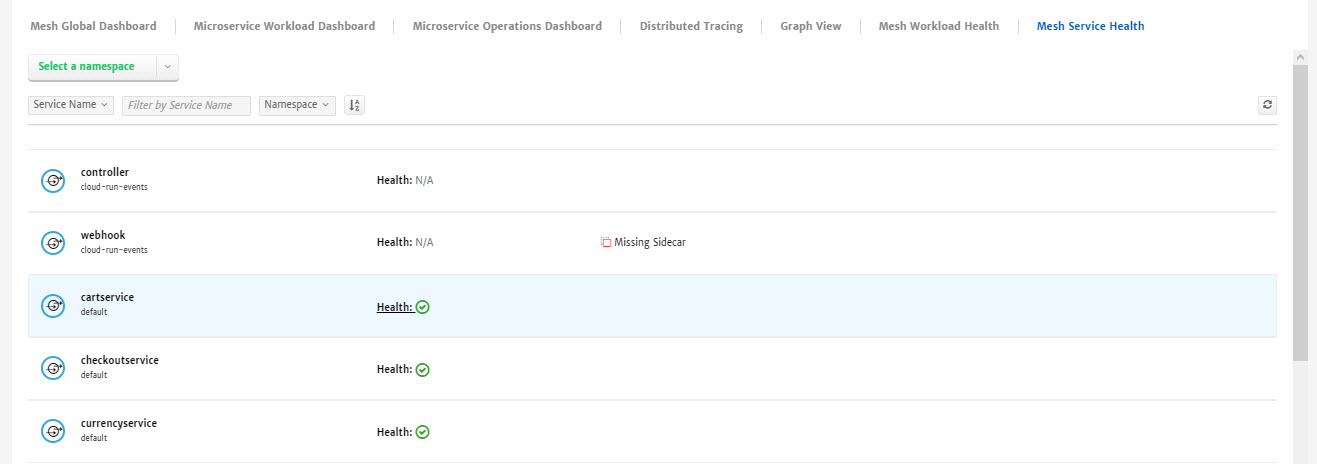 Mesh Global Dashboard Microservice Workload Dashboard Microservice Operations Dashboard Distributed Tracing Graph View Mesh Workload Health Mesh Service Health
Select a namespace
Service Name Filter by Service Name Namespace
controller
cloud-run-events
Health: N/A
webhook
cloud-run-events
Health: N/A
Missing Sidecar
cartservice
default
Health:
checkoutservice
default
Health:
currencyservice
default
Health: